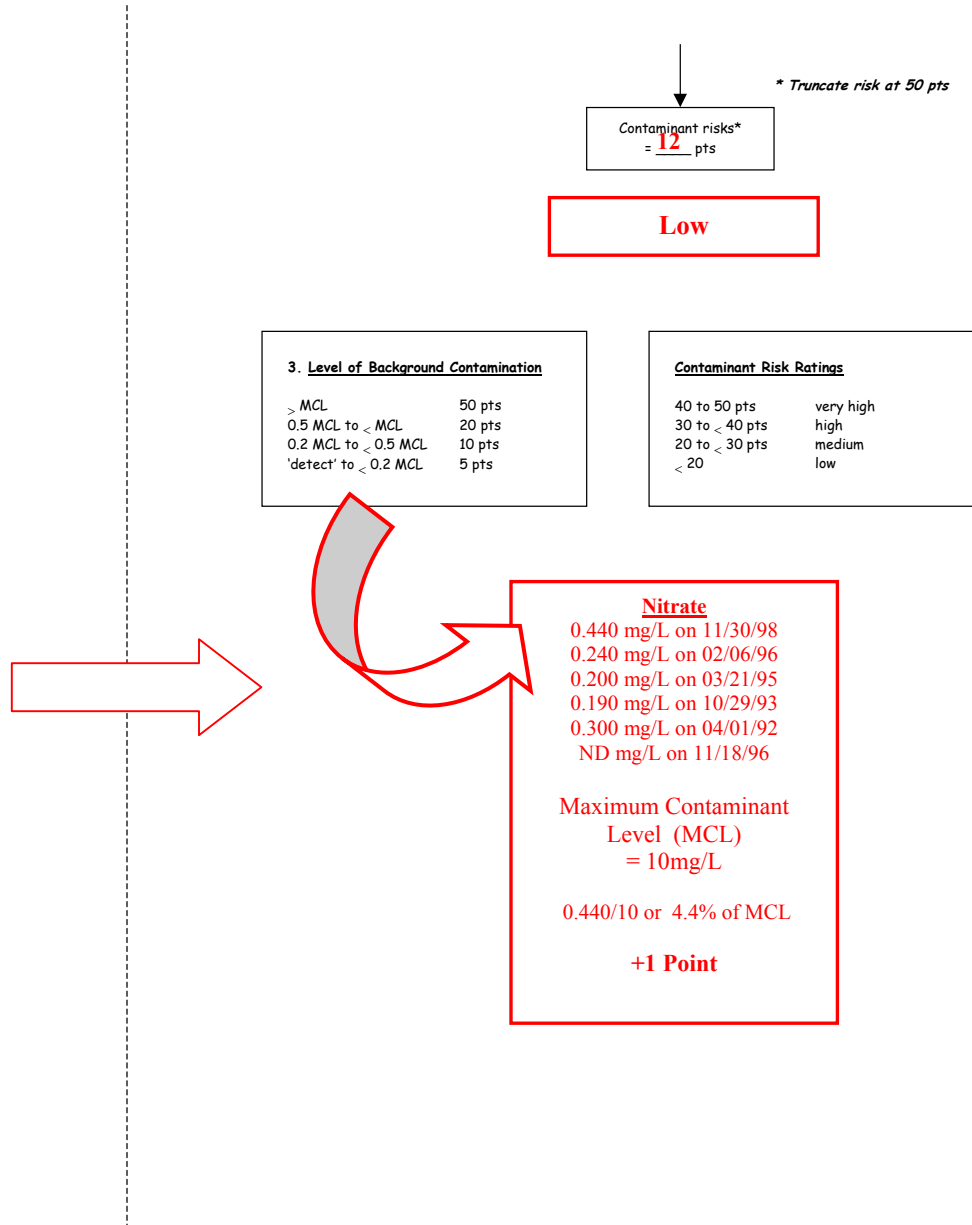 * Truncate risk at 50 pts
Contaminant risks*
= 12 pts
Low
3. Level of Background Contamination
> MCL 50 pts
0.5 MCL to < MCL 20 pts
0.2 MCL to < 0.5 MCL 10 pts
‘detect’ to < 0.2 MCL 5 pts
Contaminant Risk Ratings
40 to 50 pts very high
30 to < 40 pts high
20 to < 30 pts medium
< 20 low
Nitrate
0.440 mg/L on 11/30/98
0.240 mg/L on 02/06/96
0.200 mg/L on 03/21/95
0.190 mg/L on 10/29/93
0.300 mg/L on 04/01/92
ND mg/L on 11/18/96
Maximum Contaminant
Level (MCL)
= 10mg/L
0.440/10 or 4.4% of MCL
+1 Point